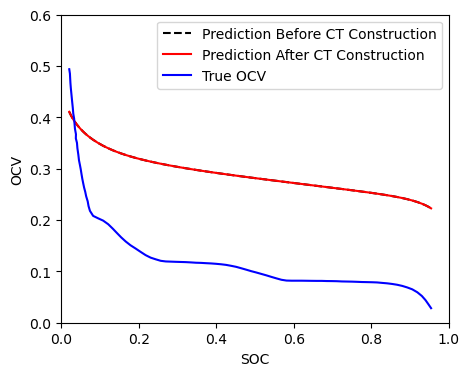 0.6
0.5
0.4
0.3
0.2
0.1
0.0
OCV
Prediction Before CT Construction
Prediction After CT Construction
True OCV
0.0 0.2 0.4 0.6 0.8 1.0
SOC